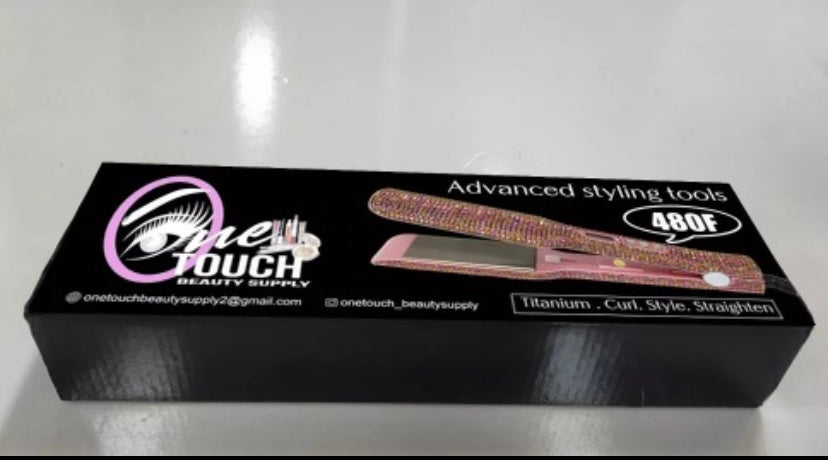 Advanced styling tools
480F
One
TOUCH
BEAUTY SUPPLY
@ onetouchbeautysupply2@gmail.com
onetouch_beautysupply
Titanium . Curl. Style. Straighten